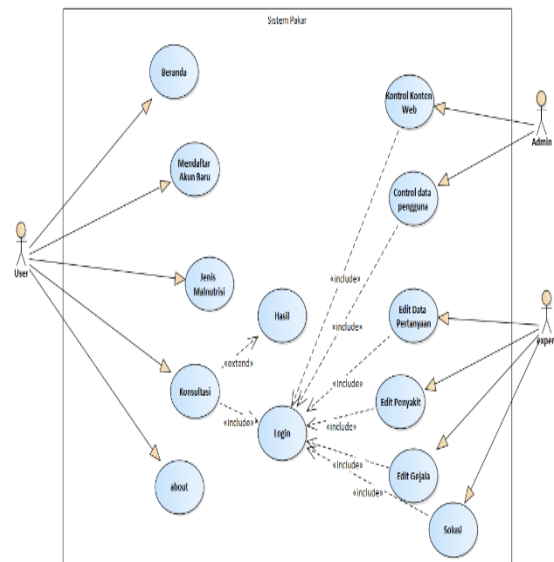 Sistem Pakar
Beranda
Kontrol Konten
Web
Admin
Mendaftar
Akun Baru
Control data
pengguna
User
Jenis
Malnutrisi
«include»
Hasil
«include»
Edit Data
Pertanyaan
exper
«extend»
Konsultasi
«include»
Edit Penyakit
«include»
Login
«include»
«include»
Edit Gejala
about
«include»
Solusi